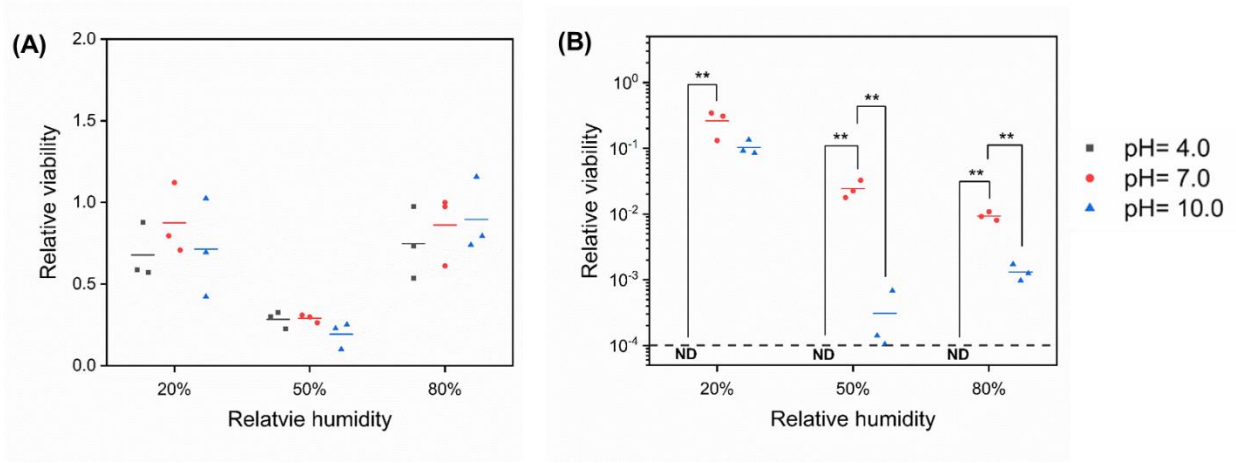 (A)
2.0
1.5
1.0
0.5
0.0
Relative viability
20% 50% 80%
Relatvie humidity
(B)
10⁰
10⁻¹
10⁻²
10⁻³
10⁻⁴
Relative viability
** ** ** ** **
ND ND ND
20% 50% 80%
Relative humidity
pH= 4.0
pH= 7.0
pH= 10.0